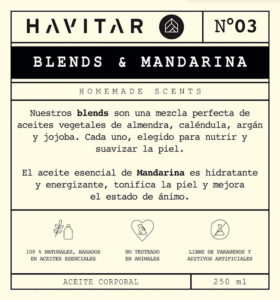 HAVITAR N°03
BLENDS & MANDARINA
HOMEMADE SCENTS
Nuestros blends son una mezcla perfecta de
aceites vegetales de almendra, caléndula, argán
y jojoba. Cada uno, elegido para nutrir y
suavizar la piel.
El aceite esencial de Mandarina es hidratante
y energizante, tonifica la piel y mejora
el estado de ánimo.
100 % NATURALES, BASADOS
EN ACEITES ESENCIALES
NO TESTEADO
EN ANIMALES
LIBRE DE PARABENOS Y
ADITIVOS ARTIFICIALES
ACEITE CORPORAL 250 ml